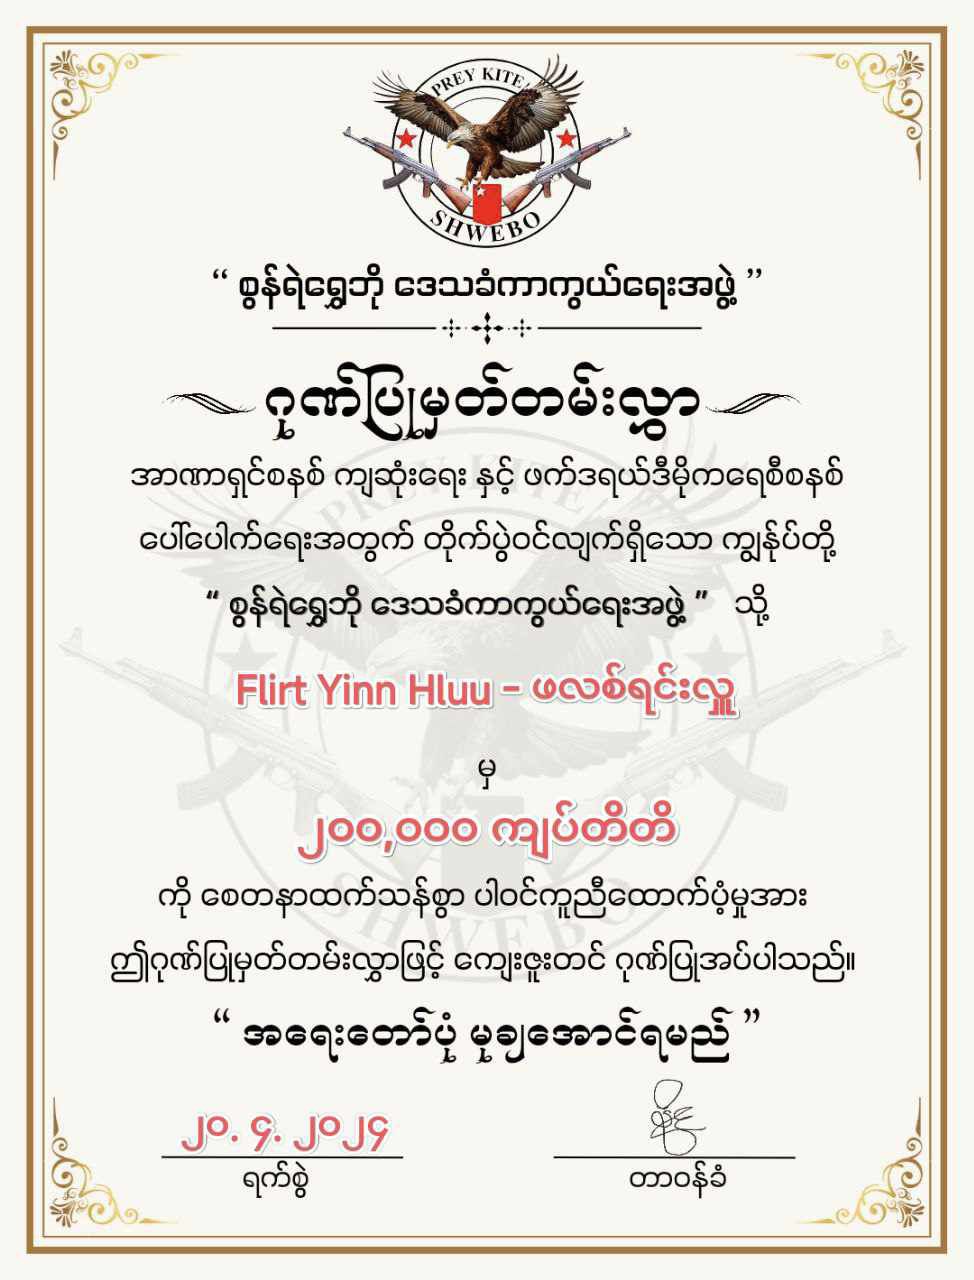 PREY KITE
SHWEBO
“ စွန်ရဲရွှေဘို ဒေသခံကာကွယ်ရေးအဖွဲ့ ”
ဂုဏ်ပြုမှတ်တမ်းလွှာ
အာဏာရှင်စနစ် ကျဆုံးရေး နှင့် ဖက်ဒရယ်ဒီမိုကရေစီစနစ်
ပေါ်ပေါက်ရေးအတွက် တိုက်ပွဲဝင်လျက်ရှိသော ကျွန်ုပ်တို့
“ စွန်ရဲရွှေဘို ဒေသခံကာကွယ်ရေးအဖွဲ့ ” သို့
Flirt Yinn Hluu - ဖလစ်ရင်းလှူ
မှ
၂၀၀,၀၀၀ ကျပ်တိတိ
ကို စေတနာထက်သန်စွာ ပါဝင်ကူညီထောက်ပံ့မှုအား
ဤဂုဏ်ပြုမှတ်တမ်းလွှာဖြင့် ကျေးဇူးတင် ဂုဏ်ပြုအပ်ပါသည်။
“ အရေးတော်ပုံ မုချအောင်ရမည် ”
၂၀. ၄. ၂၀၂၄
ရက်စွဲ
တာဝန်ခံ